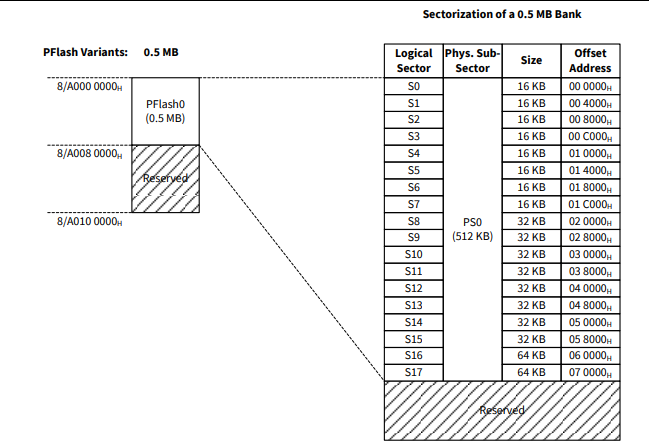 Sectorization of a 0.5 MB Bank
PFlash Variants: 0.5 MB
8/A000 0000H
PFlash0
(0.5 MB)
8/A008 0000H
Reserved
8/A010 0000H
Logical Sector Phys. Sub-Sector Size Offset Address
S0 16 KB 00 0000H
S1 16 KB 00 4000H
S2 16 KB 00 8000H
S3 16 KB 00 C000H
S4 16 KB 01 0000H
S5 16 KB 01 4000H
S6 16 KB 01 8000H
S7 16 KB 01 C000H
S8 PS0 32 KB 02 0000H
S9 (512 KB) 32 KB 02 8000H
S10 32 KB 03 0000H
S11 32 KB 03 8000H
S12 32 KB 04 0000H
S13 32 KB 04 8000H
S14 32 KB 05 0000H
S15 32 KB 05 8000H
S16 64 KB 06 0000H
S17 64 KB 07 0000H
Reserved